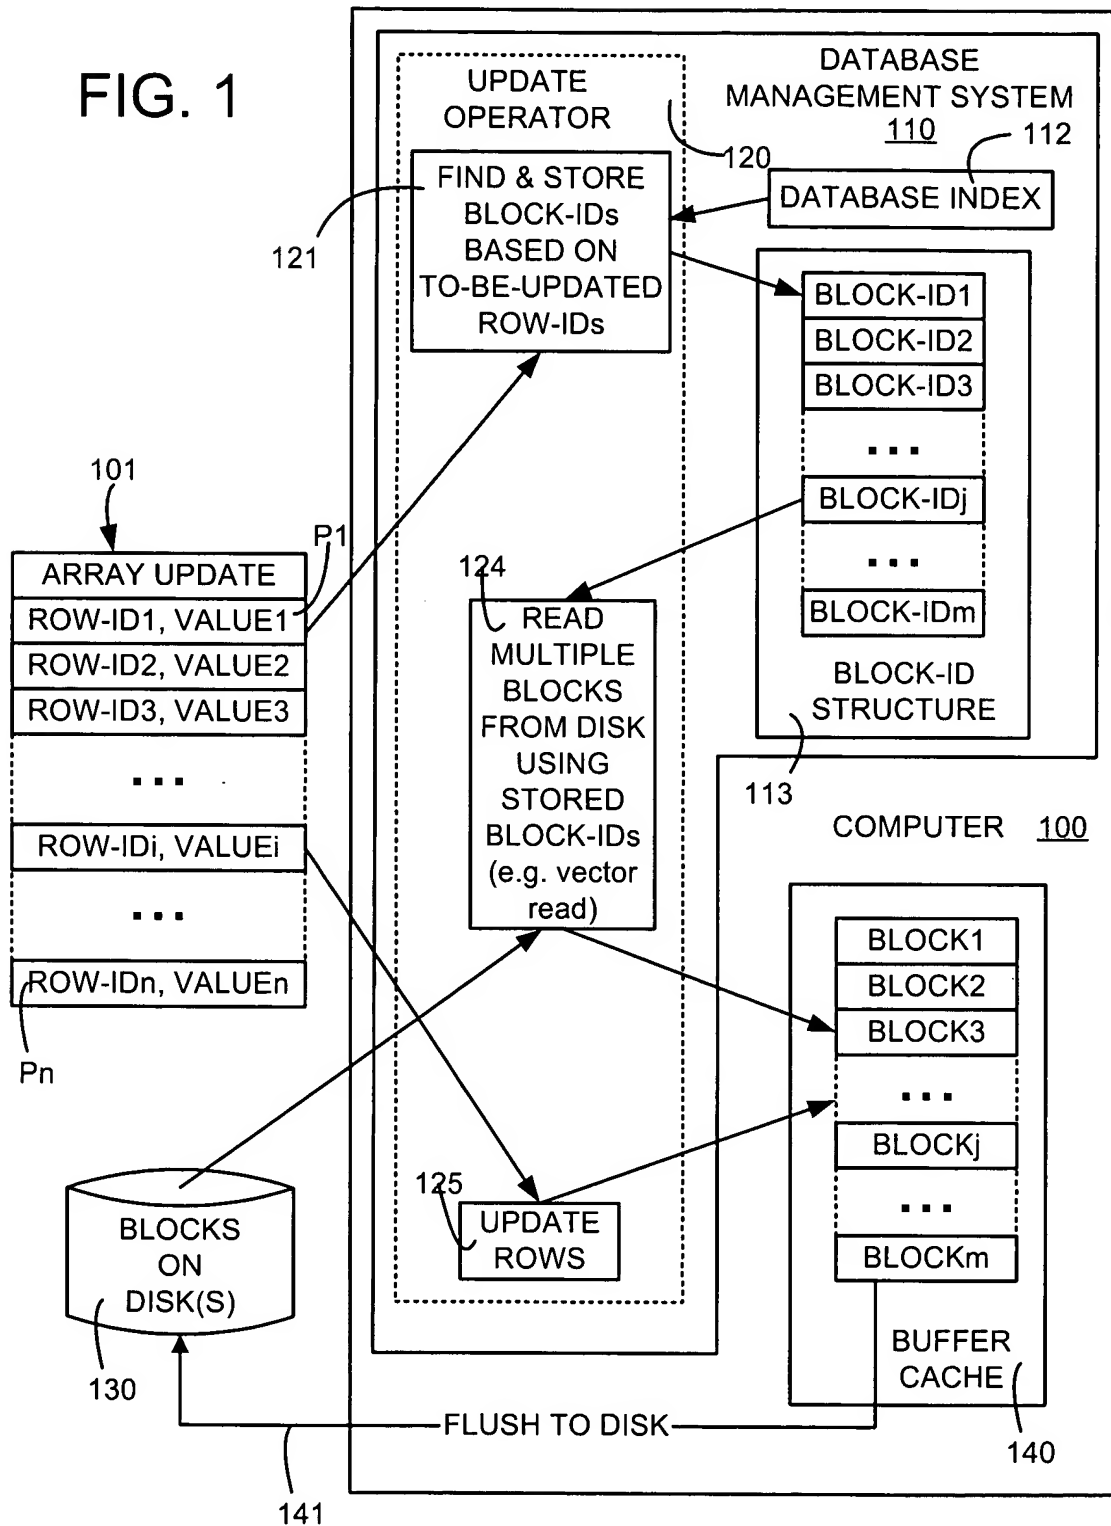 FIG. 1
UPDATE
OPERATOR
120
DATABASE
MANAGEMENT SYSTEM
110
112
DATABASE INDEX
121
FIND & STORE
BLOCK-IDs
BASED ON
TO-BE-UPDATED
ROW-IDs
BLOCK-ID1
BLOCK-ID2
BLOCK-ID3
...
BLOCK-IDj
...
BLOCK-IDm
BLOCK-ID
STRUCTURE
113
101
P1
ARRAY UPDATE
ROW-ID1, VALUE1
ROW-ID2, VALUE2
ROW-ID3, VALUE3
...
ROW-IDi, VALUEi
...
ROW-IDn, VALUEn
Pn
124
READ
MULTIPLE
BLOCKS
FROM DISK
USING
STORED
BLOCK-IDs
(e.g. vector
read)
COMPUTER 100
BLOCK1
BLOCK2
BLOCK3
...
BLOCKj
...
BLOCKm
BUFFER
CACHE
140
125
UPDATE
ROWS
BLOCKS
ON
DISK(S)
130
FLUSH TO DISK
141